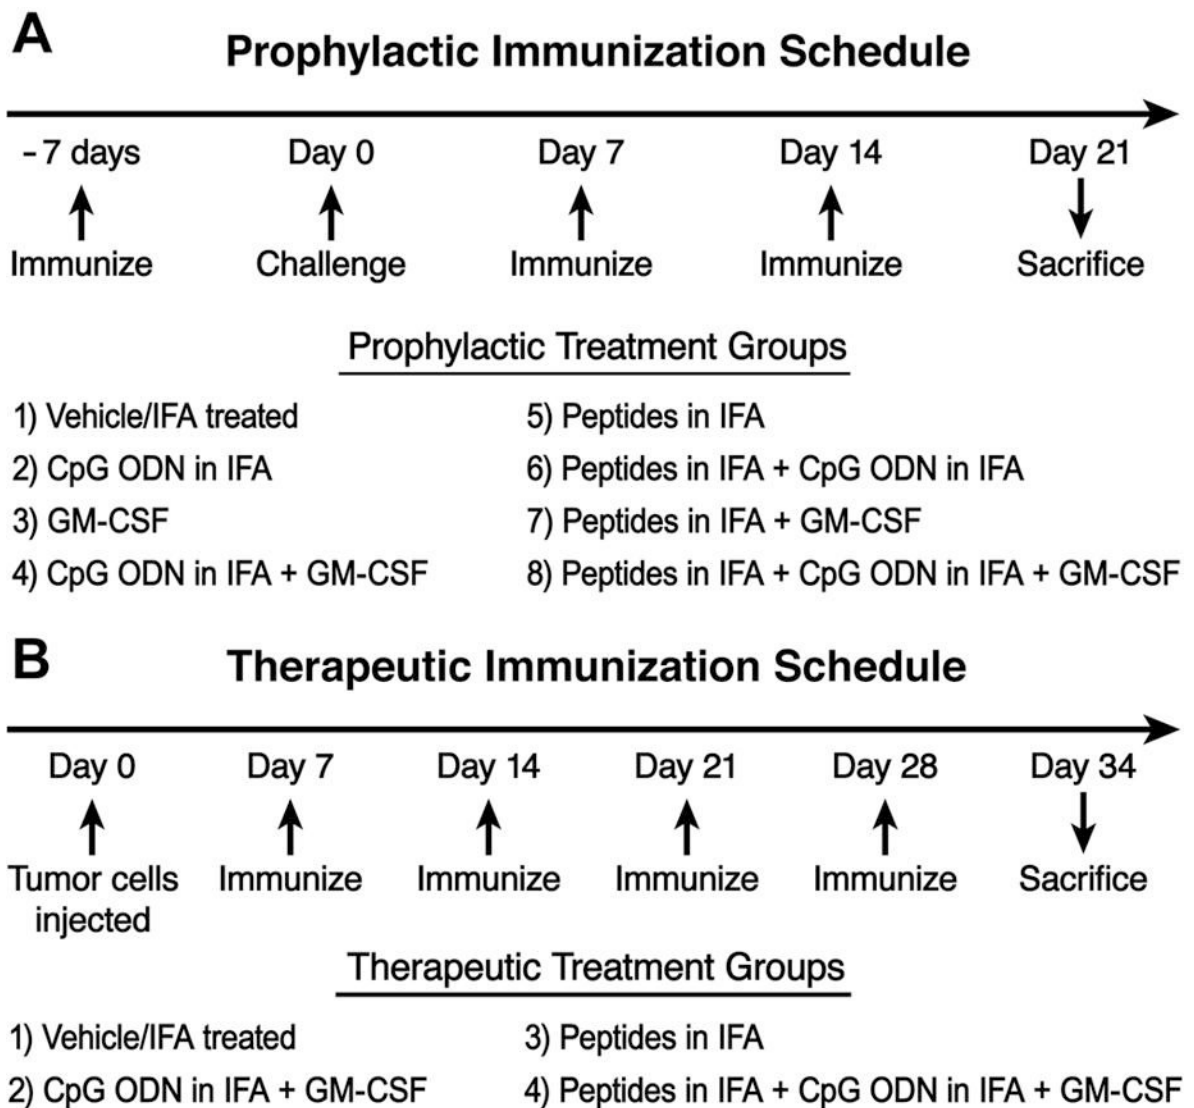 A
Prophylactic Immunization Schedule
- 7 days Day 0 Day 7 Day 14 Day 21
Immunize Challenge Immunize Immunize Sacrifice
Prophylactic Treatment Groups
1) Vehicle/IFA treated 5) Peptides in IFA
2) CpG ODN in IFA 6) Peptides in IFA + CpG ODN in IFA
3) GM-CSF 7) Peptides in IFA + GM-CSF
4) CpG ODN in IFA + GM-CSF 8) Peptides in IFA + CpG ODN in IFA + GM-CSF
B
Therapeutic Immunization Schedule
Day 0 Day 7 Day 14 Day 21 Day 28 Day 34
Tumor cells Immunize Immunize Immunize Immunize Sacrifice
injected
Therapeutic Treatment Groups
1) Vehicle/IFA treated 3) Peptides in IFA
2) CpG ODN in IFA + GM-CSF 4) Peptides in IFA + CpG ODN in IFA + GM-CSF